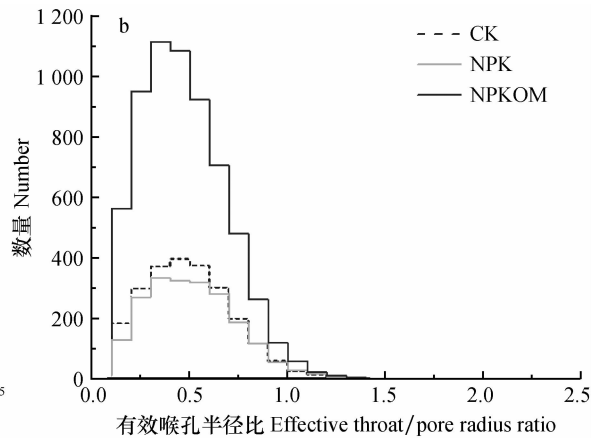 b
CK
NPK
NPKOM
1 200
1 000
800
600
400
200
0
数量 Number
5
0.0 0.5 1.0 1.5 2.0 2.5
有效喉孔半径比 Effective throat/pore radius ratio